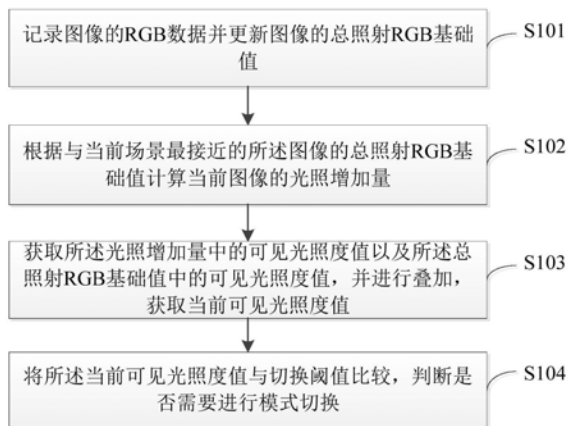 记录图像的RGB数据并更新图像的总照射RGB基础
值
S101
根据与当前场景最接近的所述图像的总照射RGB基
础值计算当前图像的光照增加量
S102
获取所述光照增加量中的可见光照度值以及所述总
照射RGB基础值中的可见光照度值，并进行叠加，
获取当前可见光照度值
S103
将所述当前可见光照度值与切换阈值比较，判断是
否需要进行模式切换
S104